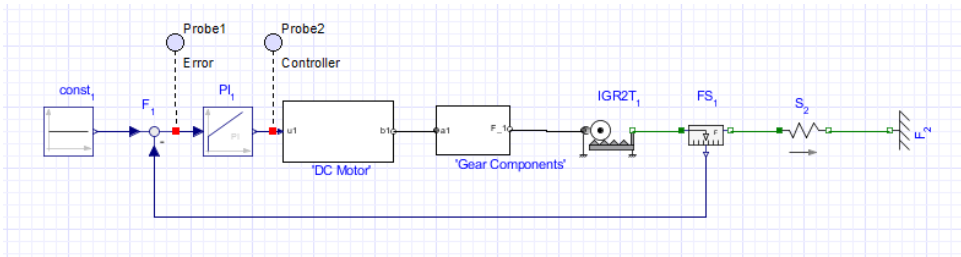 Probe1
Probe2
Error
Controller
const1
F1
PI1
IGR2T1
FS1
S2
F2
PI
u1
b1
a1
F_1
F
-
'DC Motor'
'Gear Components'